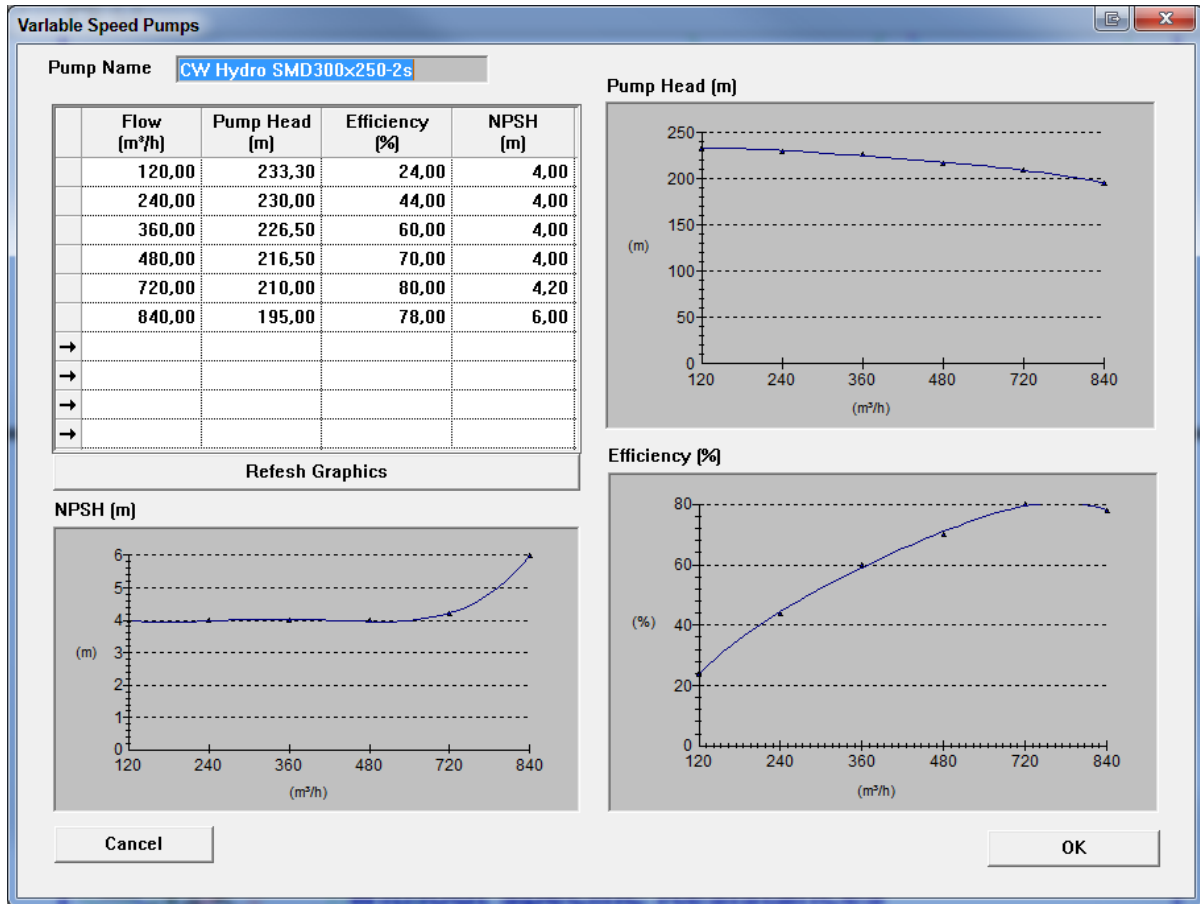 Variable Speed Pumps
Pump Name CW Hydro SMD300x250-2s
Flow (m³/h) Pump Head (m) Efficiency (%) NPSH (m)
120,00 233,30 24,00 4,00
240,00 230,00 44,00 4,00
360,00 226,50 60,00 4,00
480,00 216,50 70,00 4,00
720,00 210,00 80,00 4,20
840,00 195,00 78,00 6,00
→
→
→
→
Refesh Graphics
Pump Head (m)
250
200
150
(m)
100
50
0
120 240 360 480 720 840
(m³/h)
NPSH (m)
6
5
4
(m) 3
2
1
0
120 240 360 480 720 840
(m³/h)
Efficiency (%)
80
60
(%) 40
20
0
120 240 360 480 720 840
(m³/h)
Cancel
OK